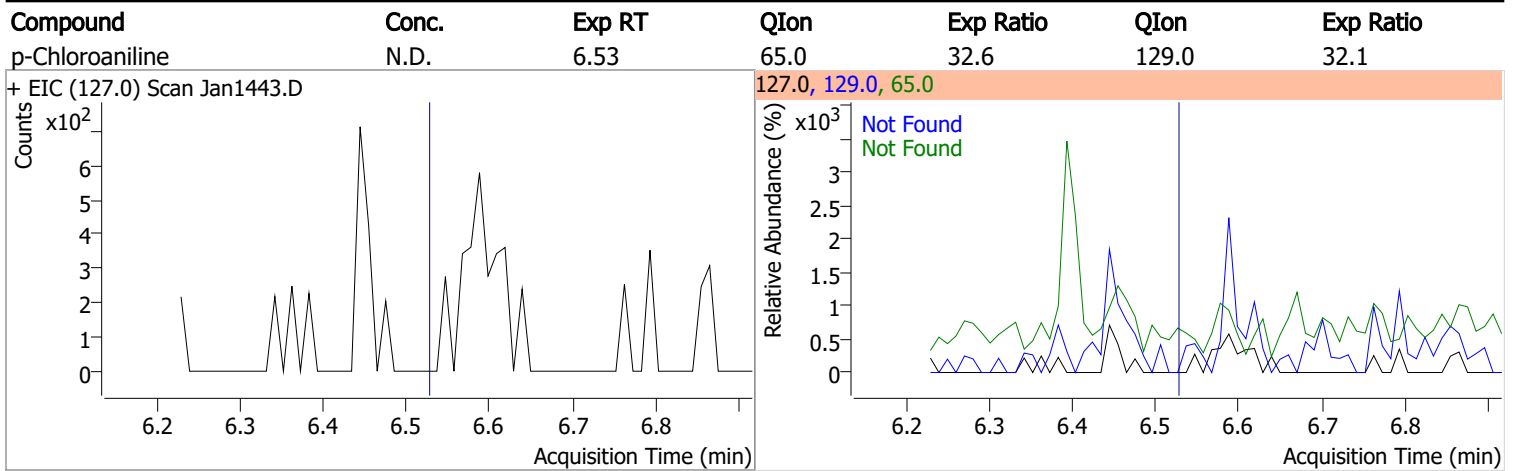 Compound Conc. Exp RT QIon Exp Ratio QIon Exp Ratio
p-Chloroaniline N.D. 6.53 65.0 32.6 129.0 32.1
+ EIC (127.0) Scan Jan1443.D
Counts
x10²
6
5
4
3
2
1
0
6.2 6.3 6.4 6.5 6.6 6.7 6.8
Acquisition Time (min)
127.0, 129.0, 65.0
Relative Abundance (%)
x10³
Not Found
Not Found
3
2.5
2
1.5
1
0.5
0
6.2 6.3 6.4 6.5 6.6 6.7 6.8
Acquisition Time (min)